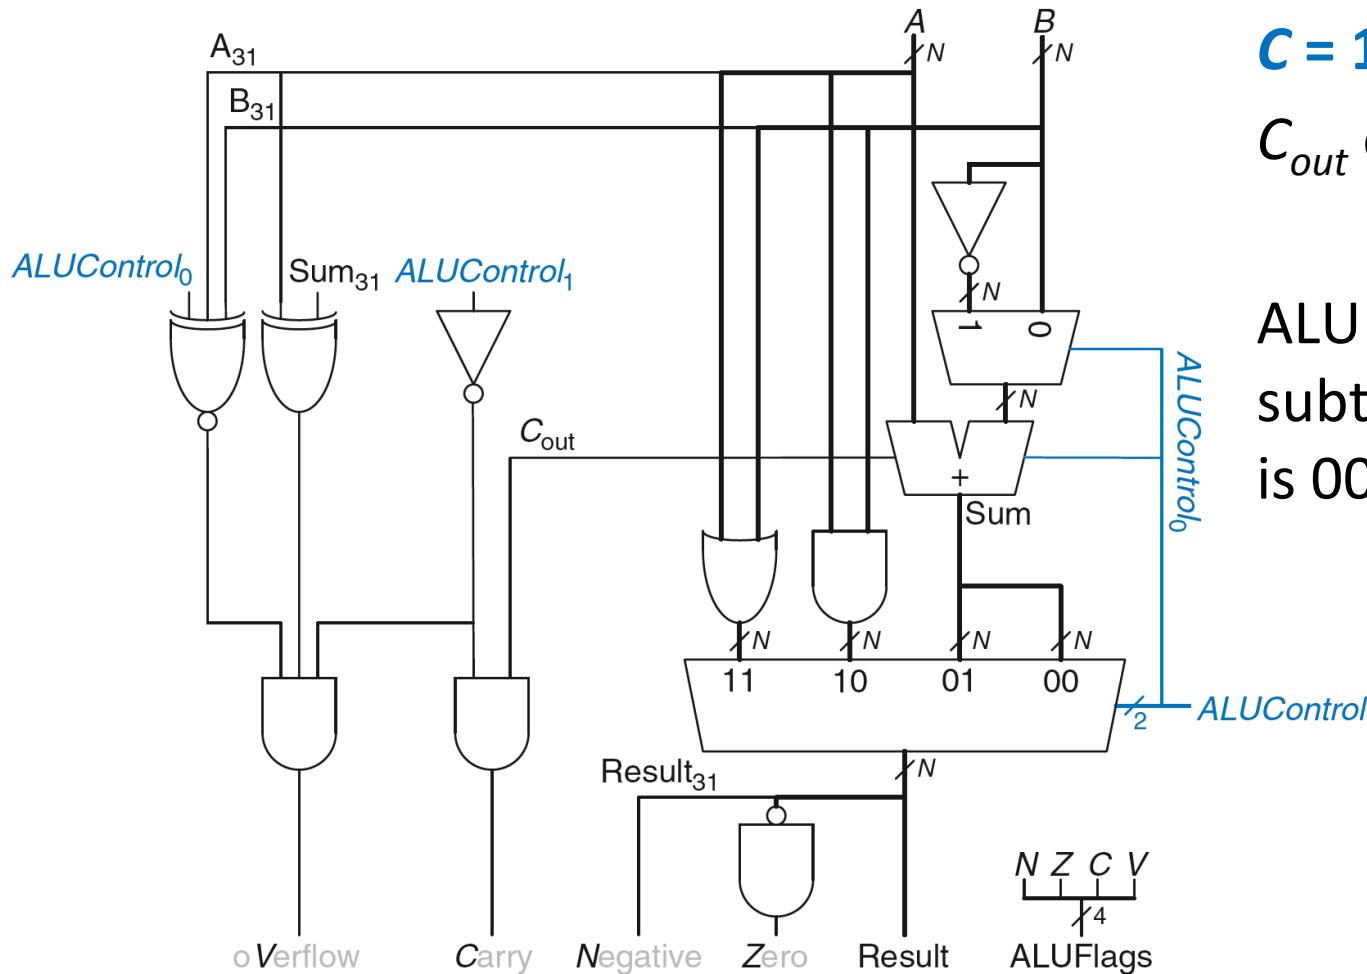 A B
N N
A31
B31
ALUControl0 Sum31 ALUControl1
N
1 0
N
ALUControl0
Cout
+
Sum
N N N N
11 10 01 00
2 ALUControl
N
Result31
N Z C V
4
oVerflow Carry Negative Zero Result ALUFlags
C = 1
Cout
ALU
subt
is 00